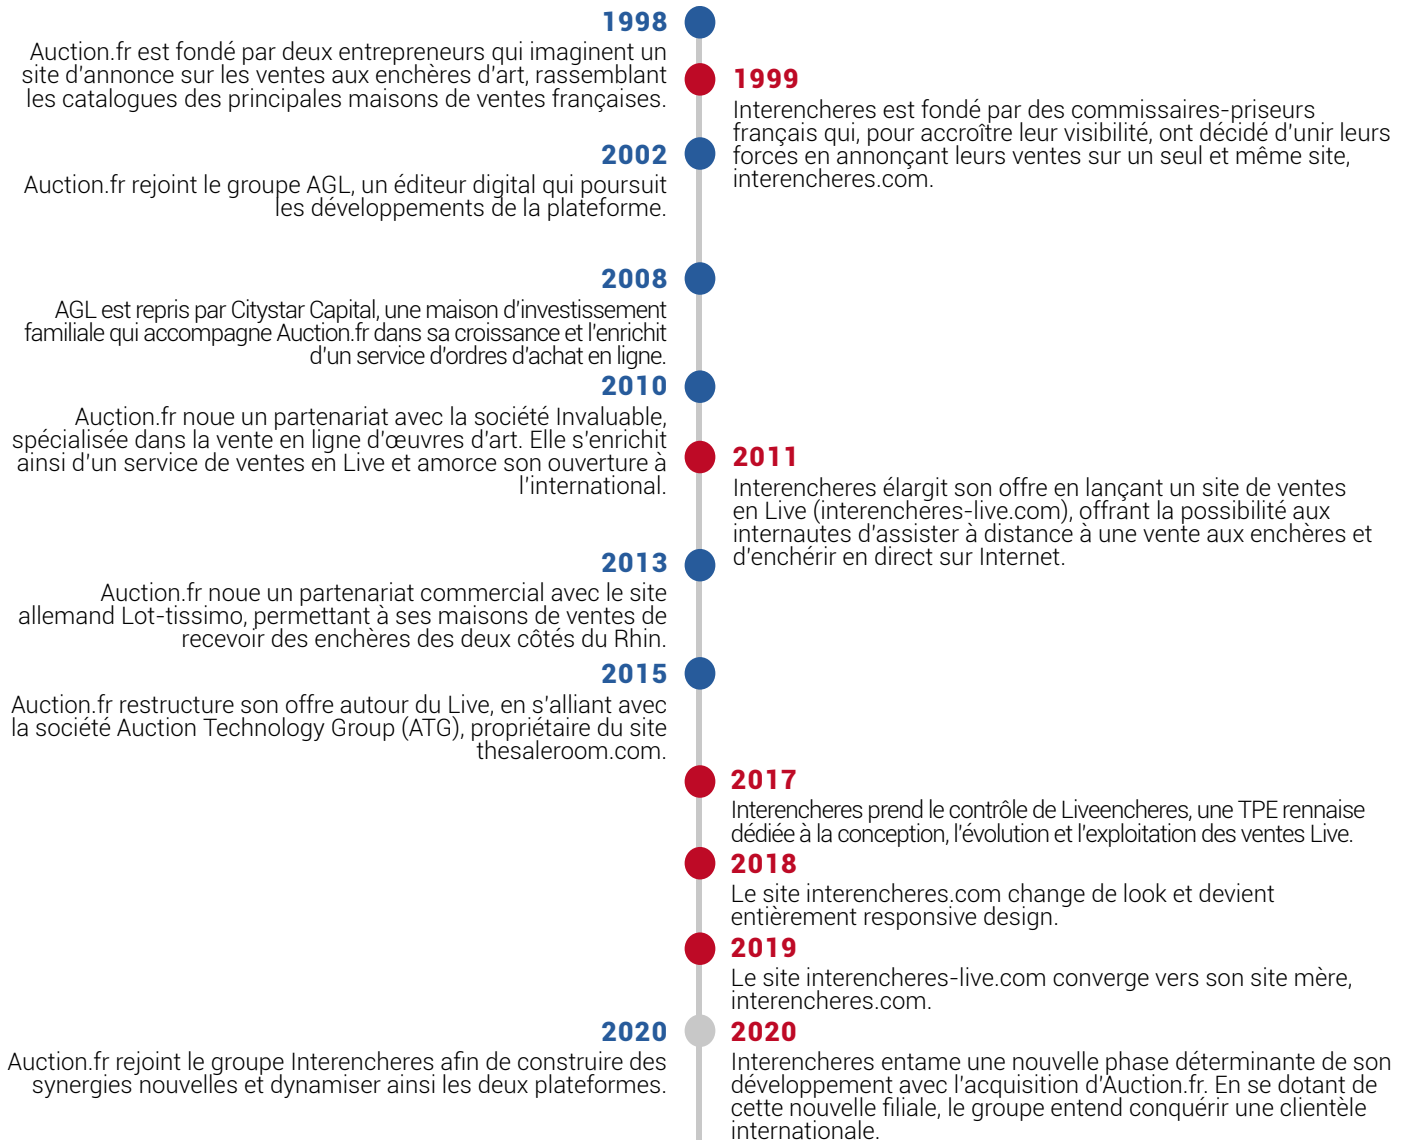 1998
Auction.fr est fondé par deux entrepreneurs qui imaginent un
site d'annonce sur les ventes aux enchères d'art, rassemblant
les catalogues des principales maisons de ventes françaises.
1999
Interencheres est fondé par des commissaires-priseurs
français qui, pour accroître leur visibilité, ont décidé d'unir leurs
forces en annonçant leurs ventes sur un seul et même site,
interencheres.com.
2002
Auction.fr rejoint le groupe AGL, un éditeur digital qui poursuit
les développements de la plateforme.
2008
AGL est repris par Citystar Capital, une maison d'investissement
familiale qui accompagne Auction.fr dans sa croissance et l'enrichit
d'un service d'ordres d'achat en ligne.
2010
Auction.fr noue un partenariat avec la société Invaluable,
spécialisée dans la vente en ligne d'œuvres d'art. Elle s'enrichit
ainsi d'un service de ventes en Live et amorce son ouverture à
l'international.
2011
Interencheres élargit son offre en lançant un site de ventes
en Live (interencheres-live.com), offrant la possibilité aux
internautes d'assister à distance à une vente aux enchères et
d'enchérir en direct sur Internet.
2013
Auction.fr noue un partenariat commercial avec le site
allemand Lot-tissimo, permettant à ses maisons de ventes de
recevoir des enchères des deux côtés du Rhin.
2015
Auction.fr restructure son offre autour du Live, en s'alliant avec
la société Auction Technology Group (ATG), propriétaire du site
thesaleroom.com.
2017
Interencheres prend le contrôle de Liveencheres, une TPE rennaise
dédiée à la conception, l'évolution et l'exploitation des ventes Live.
2018
Le site interencheres.com change de look et devient
entièrement responsive design.
2019
Le site interencheres-live.com converge vers son site mère,
interencheres.com.
2020
Auction.fr rejoint le groupe Interencheres afin de construire des
synergies nouvelles et dynamiser ainsi les deux plateformes.
2020
Interencheres entame une nouvelle phase déterminante de son
développement avec l'acquisition d'Auction.fr. En se dotant de
cette nouvelle filiale, le groupe entend conquérir une clientèle
internationale.